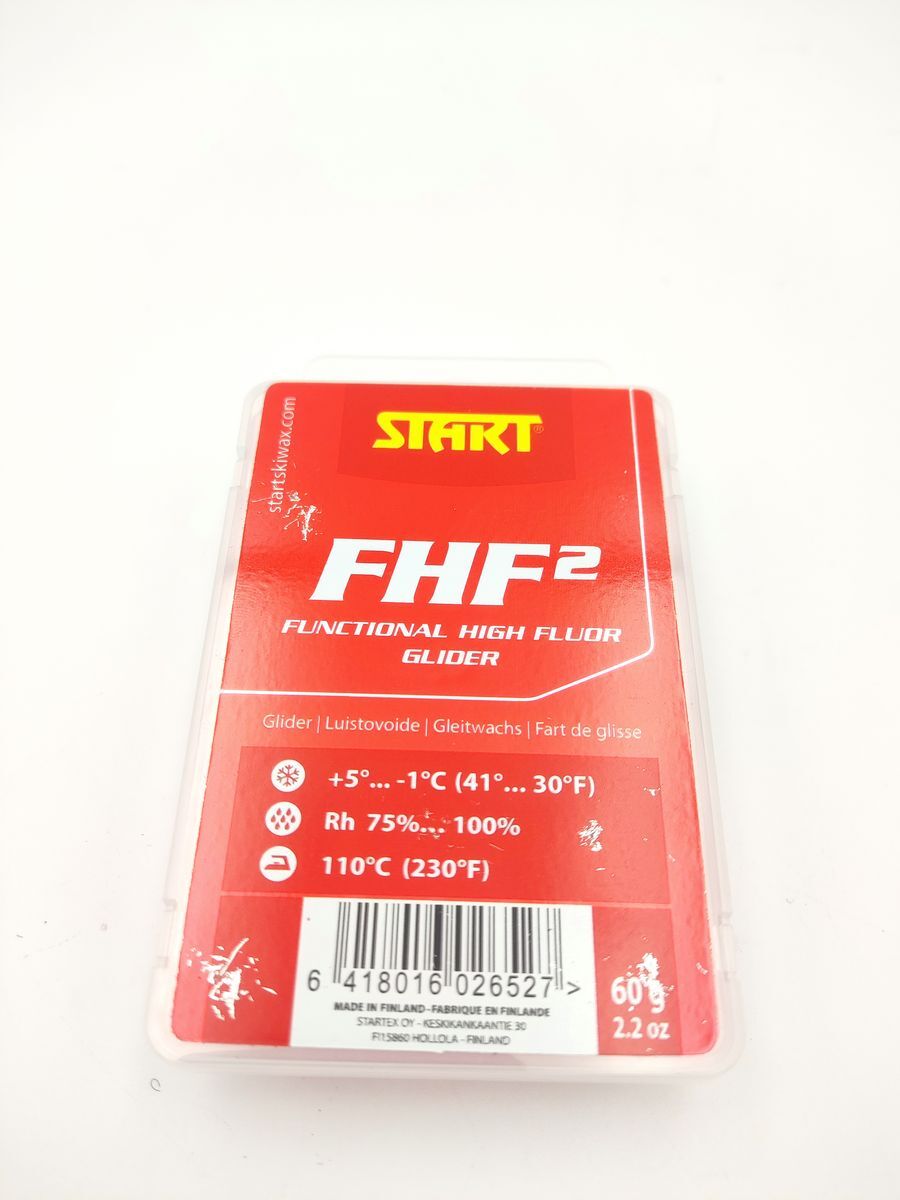 START®
startskiwax.com
FHF²
FUNCTIONAL HIGH FLUOR
GLIDER
Glider | Luistovoide | Gleitwachs | Fart de glisse
+5°... -1°C (41°... 30°F)
Rh 75%... 100%
110°C (230°F)
6 418016 026527 >
MADE IN FINLAND - FABRIQUE EN FINLANDE
STARTEX OY - KESKIKANKAANTIE 30
FI15860 HOLLOLA - FINLAND
60 g
2.2 oz